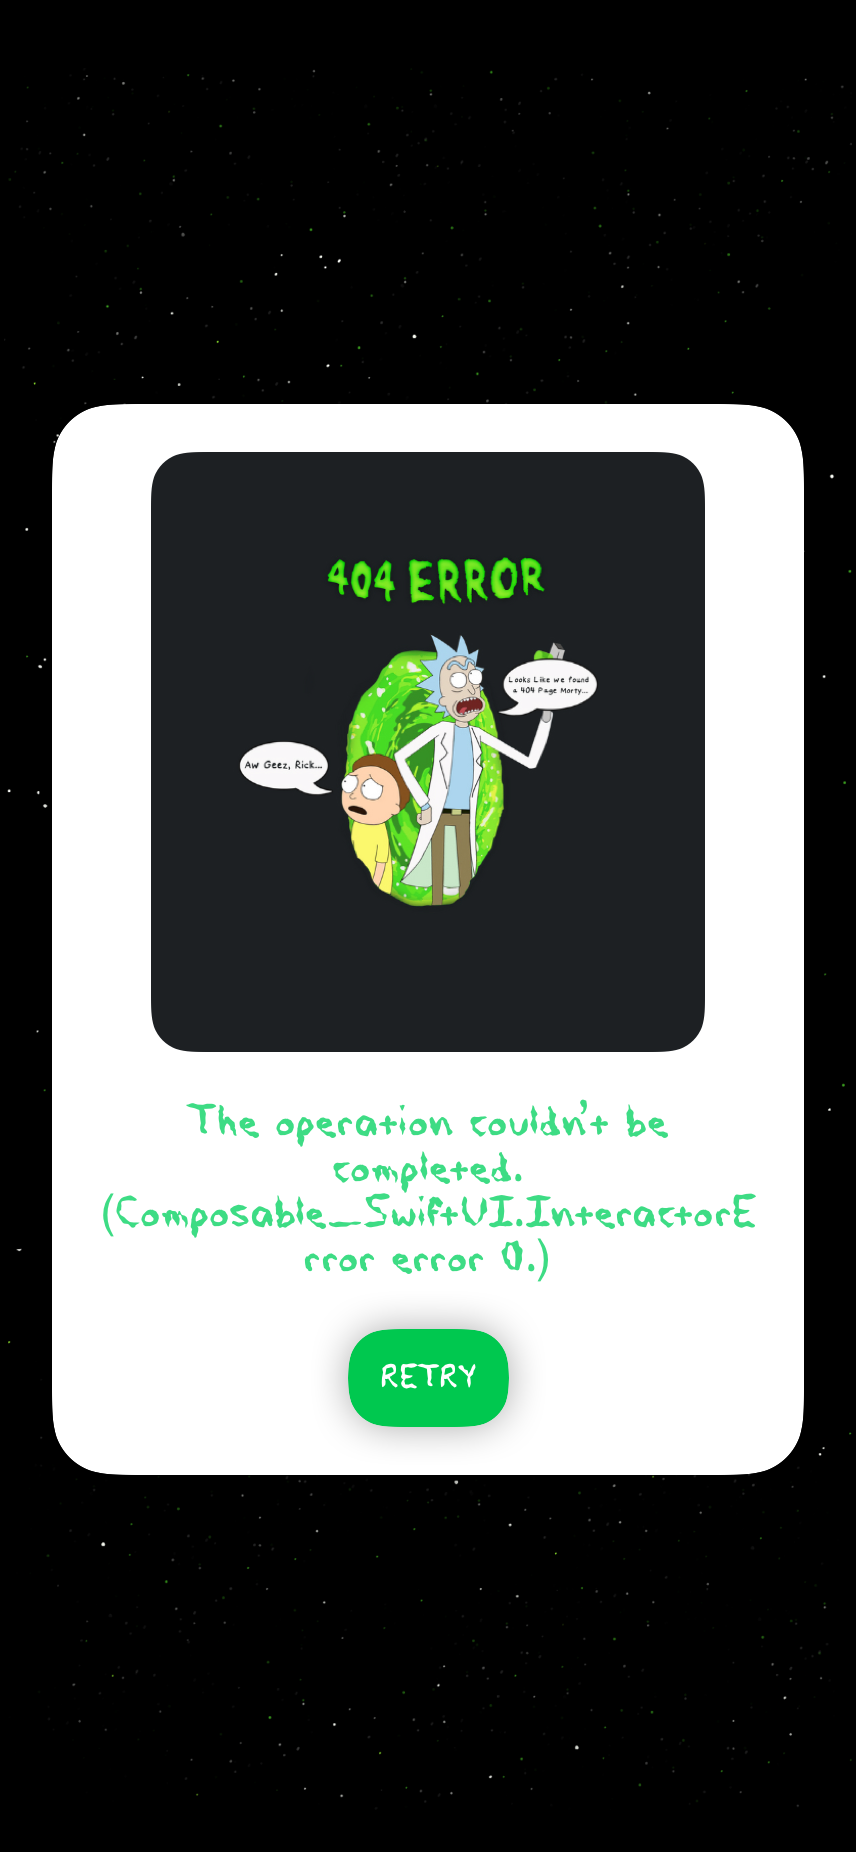 404 ERROR
Looks Like we found
a 404 Page Morty...
Aw Geez, Rick...
The operation couldn't be
completed.
(Composable_SwiftUI.InteractorE
rror error 0.)
RETRY